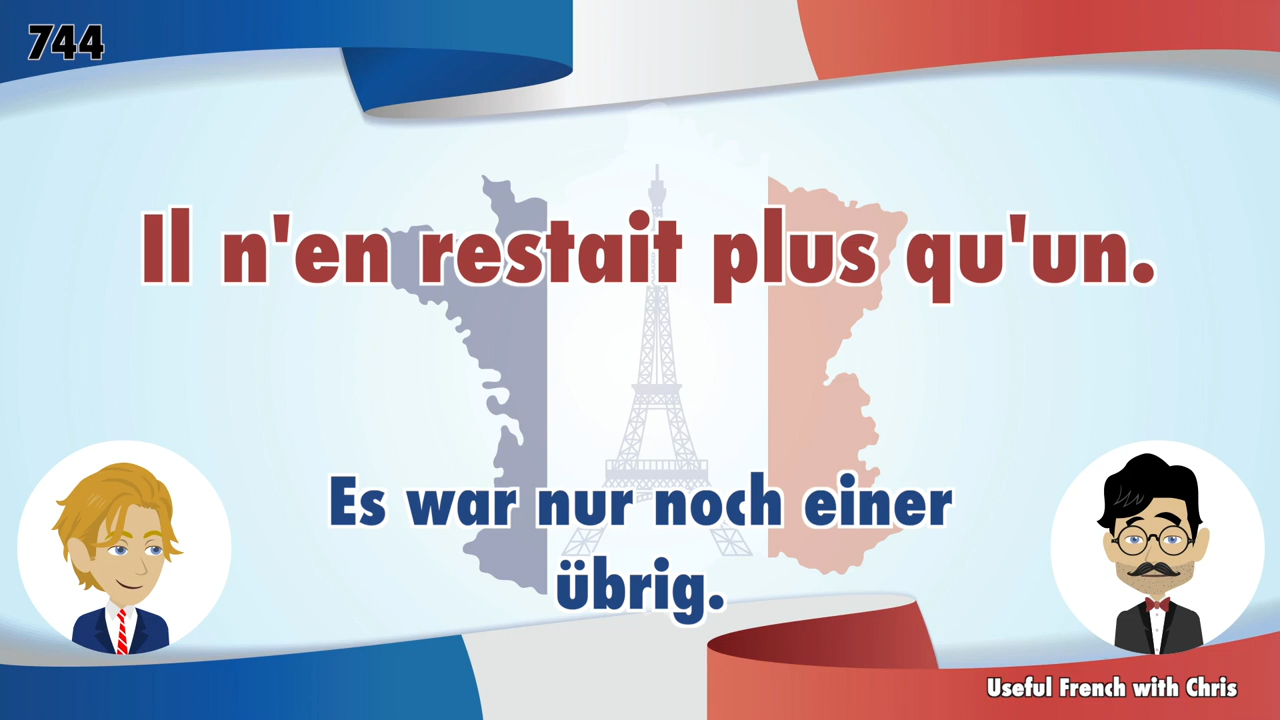 744
Il n'en restait plus qu'un.
Es war nur noch einer
übrig.
Useful French with Chris